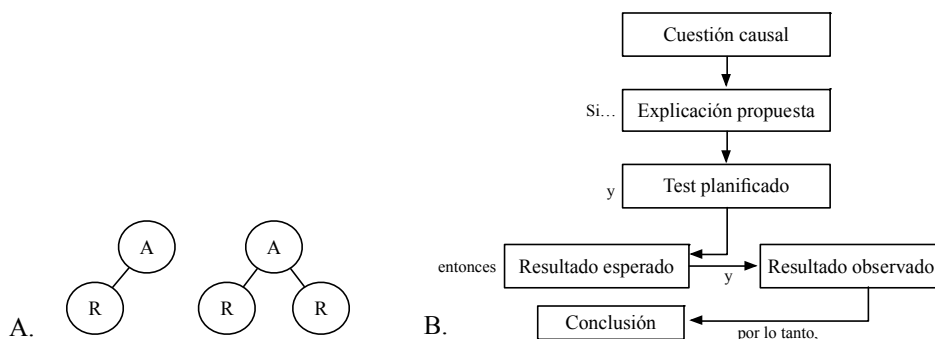 Cuestión causal
Si… Explicación propuesta
y Test planificado
A A
entonces Resultado esperado y Resultado observado
R R R
A. B. Conclusión por lo tanto,